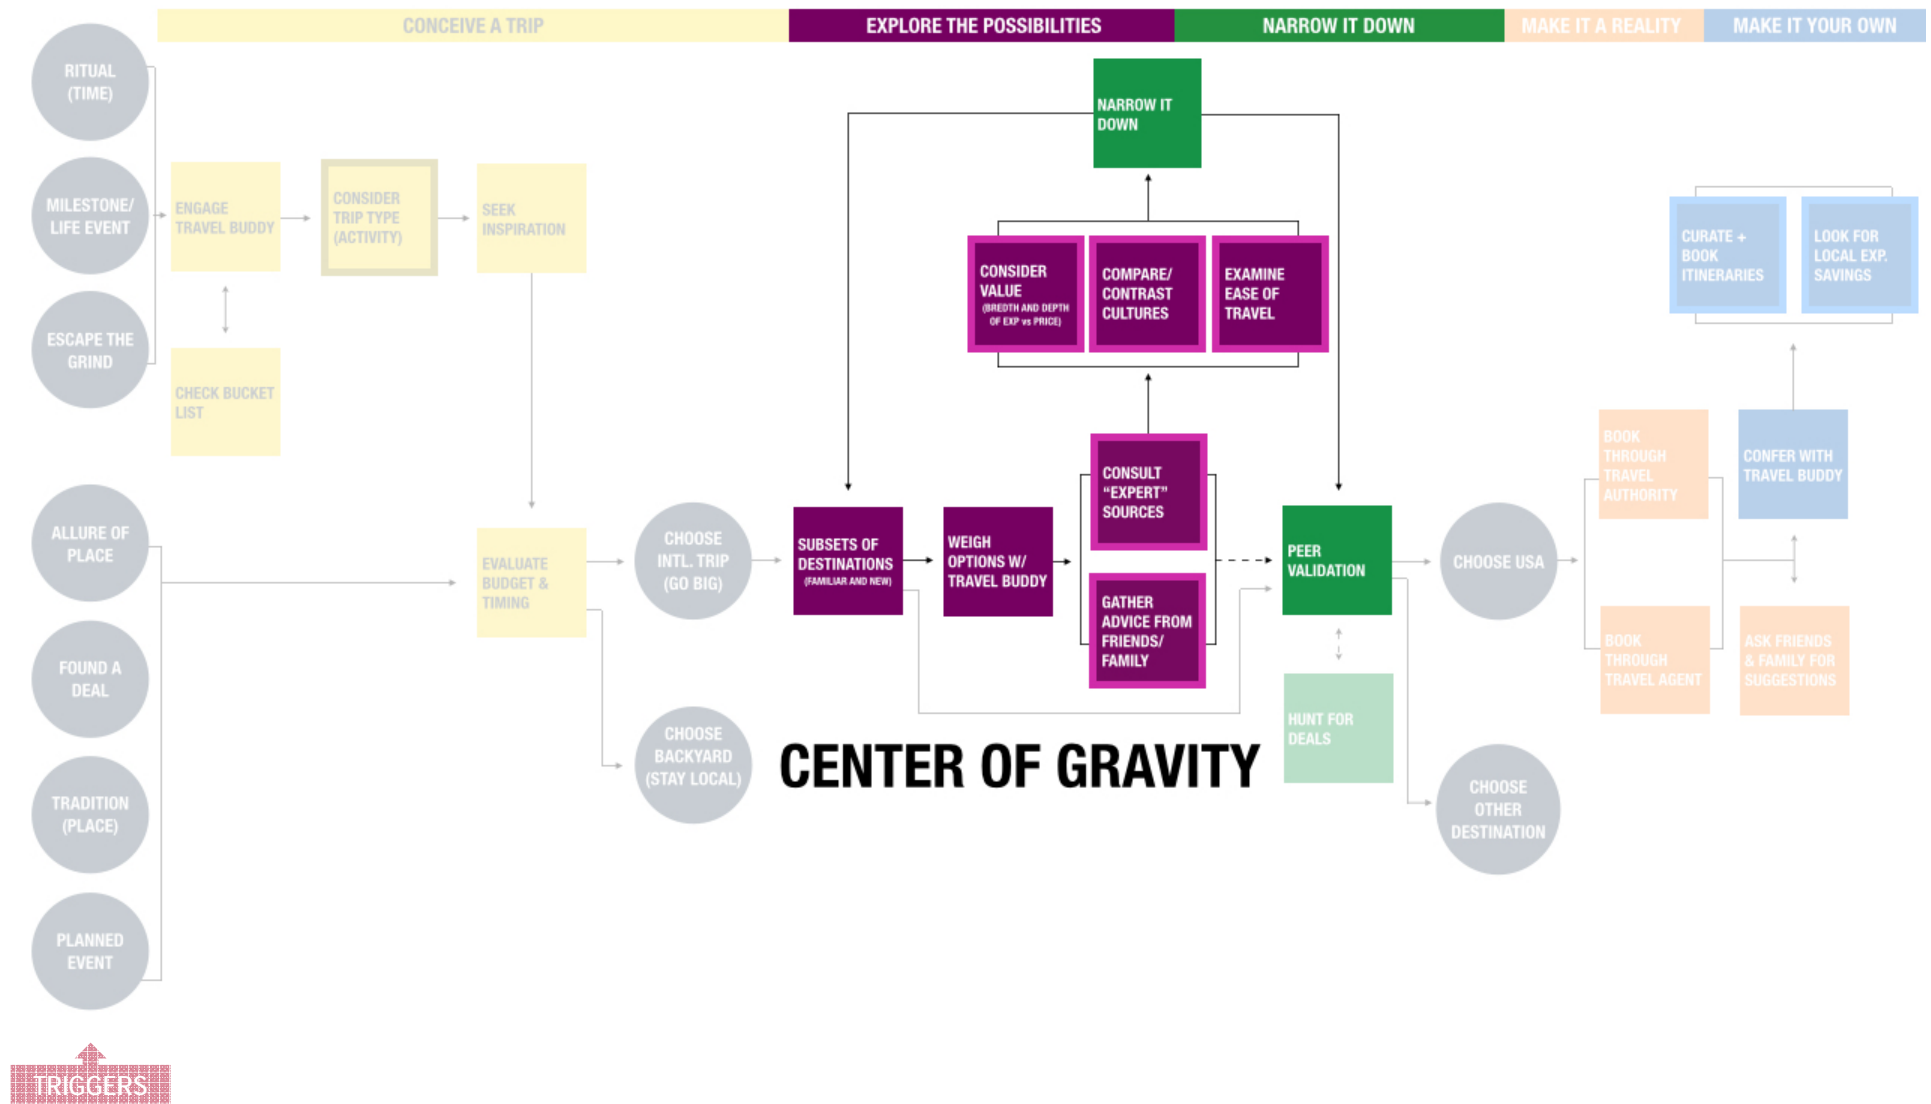 CONCEIVE A TRIP
EXPLORE THE POSSIBILITIES
NARROW IT DOWN
MAKE IT A REALITY
MAKE IT YOUR OWN
RITUAL
(TIME)
MILESTONE/
LIFE EVENT
ESCAPE THE
GRIND
ALLURE OF
PLACE
FOUND A
DEAL
TRADITION
(PLACE)
PLANNED
EVENT
TRIGGERS
ENGAGE
TRAVEL BUDDY
CHECK BUCKET
LIST
CONSIDER
TRIP TYPE
(ACTIVITY)
SEEK
INSPIRATION
EVALUATE
BUDGET &
TIMING
CHOOSE
INTL. TRIP
(GO BIG)
CHOOSE
BACKYARD
(STAY LOCAL)
SUBSETS OF
DESTINATIONS
(FAMILIAR AND NEW)
WEIGH
OPTIONS W/
TRAVEL BUDDY
CONSULT
“EXPERT”
SOURCES
GATHER
ADVICE FROM
FRIENDS/
FAMILY
CONSIDER
VALUE
(BREDTH AND DEPTH
OF EXP vs PRICE)
COMPARE/
CONTRAST
CULTURES
EXAMINE
EASE OF
TRAVEL
NARROW IT
DOWN
PEER
VALIDATION
HUNT FOR
DEALS
CENTER OF GRAVITY
CHOOSE USA
CHOOSE
OTHER
DESTINATION
BOOK
THROUGH
TRAVEL
AUTHORITY
BOOK
THROUGH
TRAVEL AGENT
CONFER WITH
TRAVEL BUDDY
ASK FRIENDS
& FAMILY FOR
SUGGESTIONS
CURATE +
BOOK
ITINERARIES
LOOK FOR
LOCAL EXP.
SAVINGS